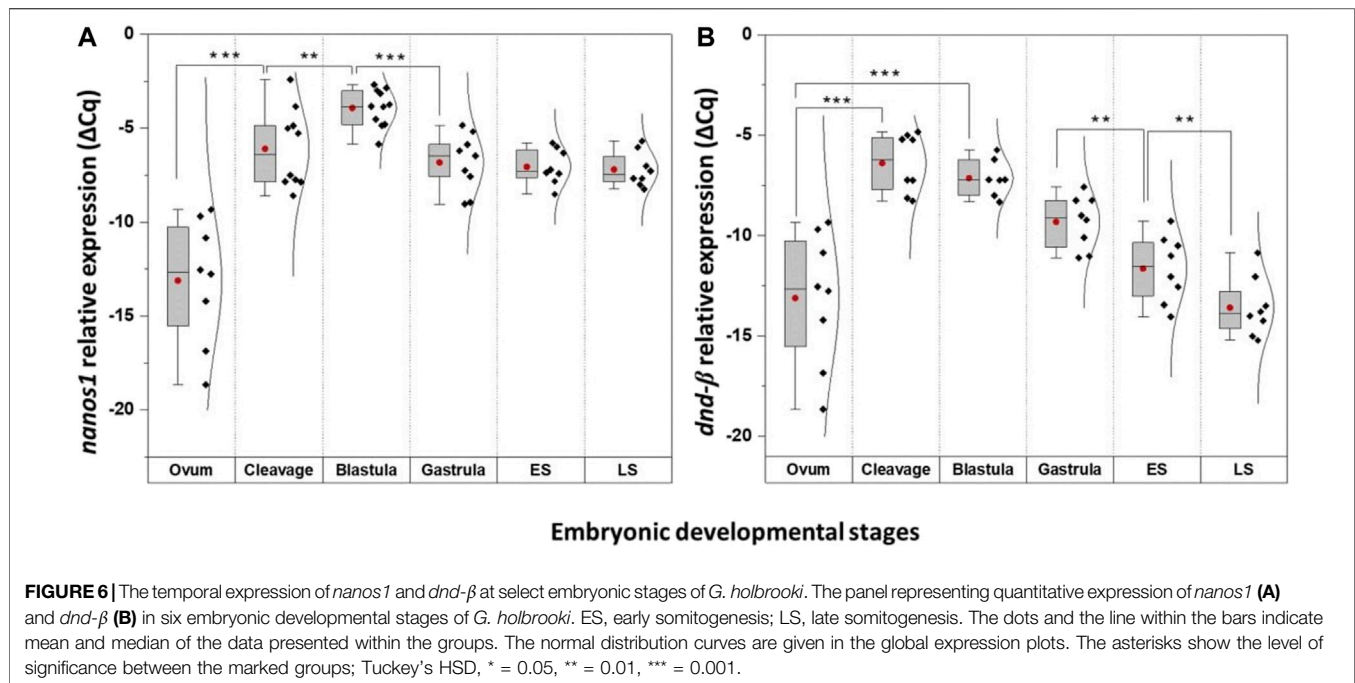 A
nanos1 relative expression (ΔCq)
0
-5
-10
-15
-20
***
**
***
Ovum
Cleavage
Blastula
Gastrula
ES
LS
B
dnd-β relative expression (ΔCq)
0
-5
-10
-15
-20
***
***
**
**
Ovum
Cleavage
Blastula
Gastrula
ES
LS
Embryonic developmental stages
FIGURE 6 | The temporal expression of nanos1 and dnd-β at select embryonic stages of G. holbrooki. The panel representing quantitative expression of nanos1 (A)
and dnd-β (B) in six embryonic developmental stages of G. holbrooki. ES, early somitogenesis; LS, late somitogenesis. The dots and the line within the bars indicate
mean and median of the data presented within the groups. The normal distribution curves are given in the global expression plots. The asterisks show the level of
significance between the marked groups; Tuckey's HSD, * = 0.05, ** = 0.01, *** = 0.001.